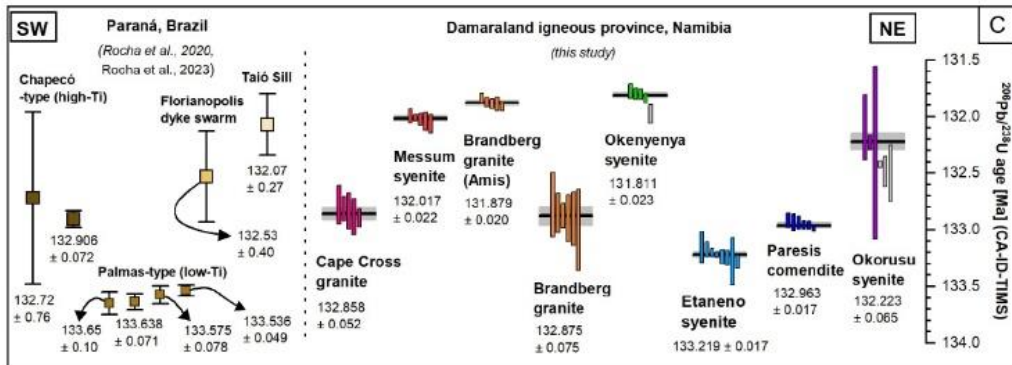 SW
Paraná, Brazil
(Rocha et al., 2020,
Rocha et al., 2023)
Damaraland igneous province, Namibia
(this study)
NE
C
Chapecó
-type (high-Ti)
132.72
± 0.76
132.906
± 0.072
Florianopolis
dyke swarm
132.53
± 0.40
Taió Sill
132.07
± 0.27
Palmas-type (low-Ti)
133.65
± 0.10
133.638
± 0.071
133.575
± 0.078
133.536
± 0.049
Cape Cross
granite
132.858
± 0.052
Messum
syenite
132.017
± 0.022
Brandberg
granite
(Amis)
131.879
± 0.020
Brandberg
granite
132.875
± 0.075
Okenyenya
syenite
131.811
± 0.023
Etaneno
syenite
133.219 ± 0.017
Paresis
comendite
132.963
± 0.017
Okorusu
syenite
132.223
± 0.065
131.5
132.0
132.5
133.0
133.5
134.0
²⁰⁶Pb/²³⁸U age [Ma] (CA-ID-TIMS)